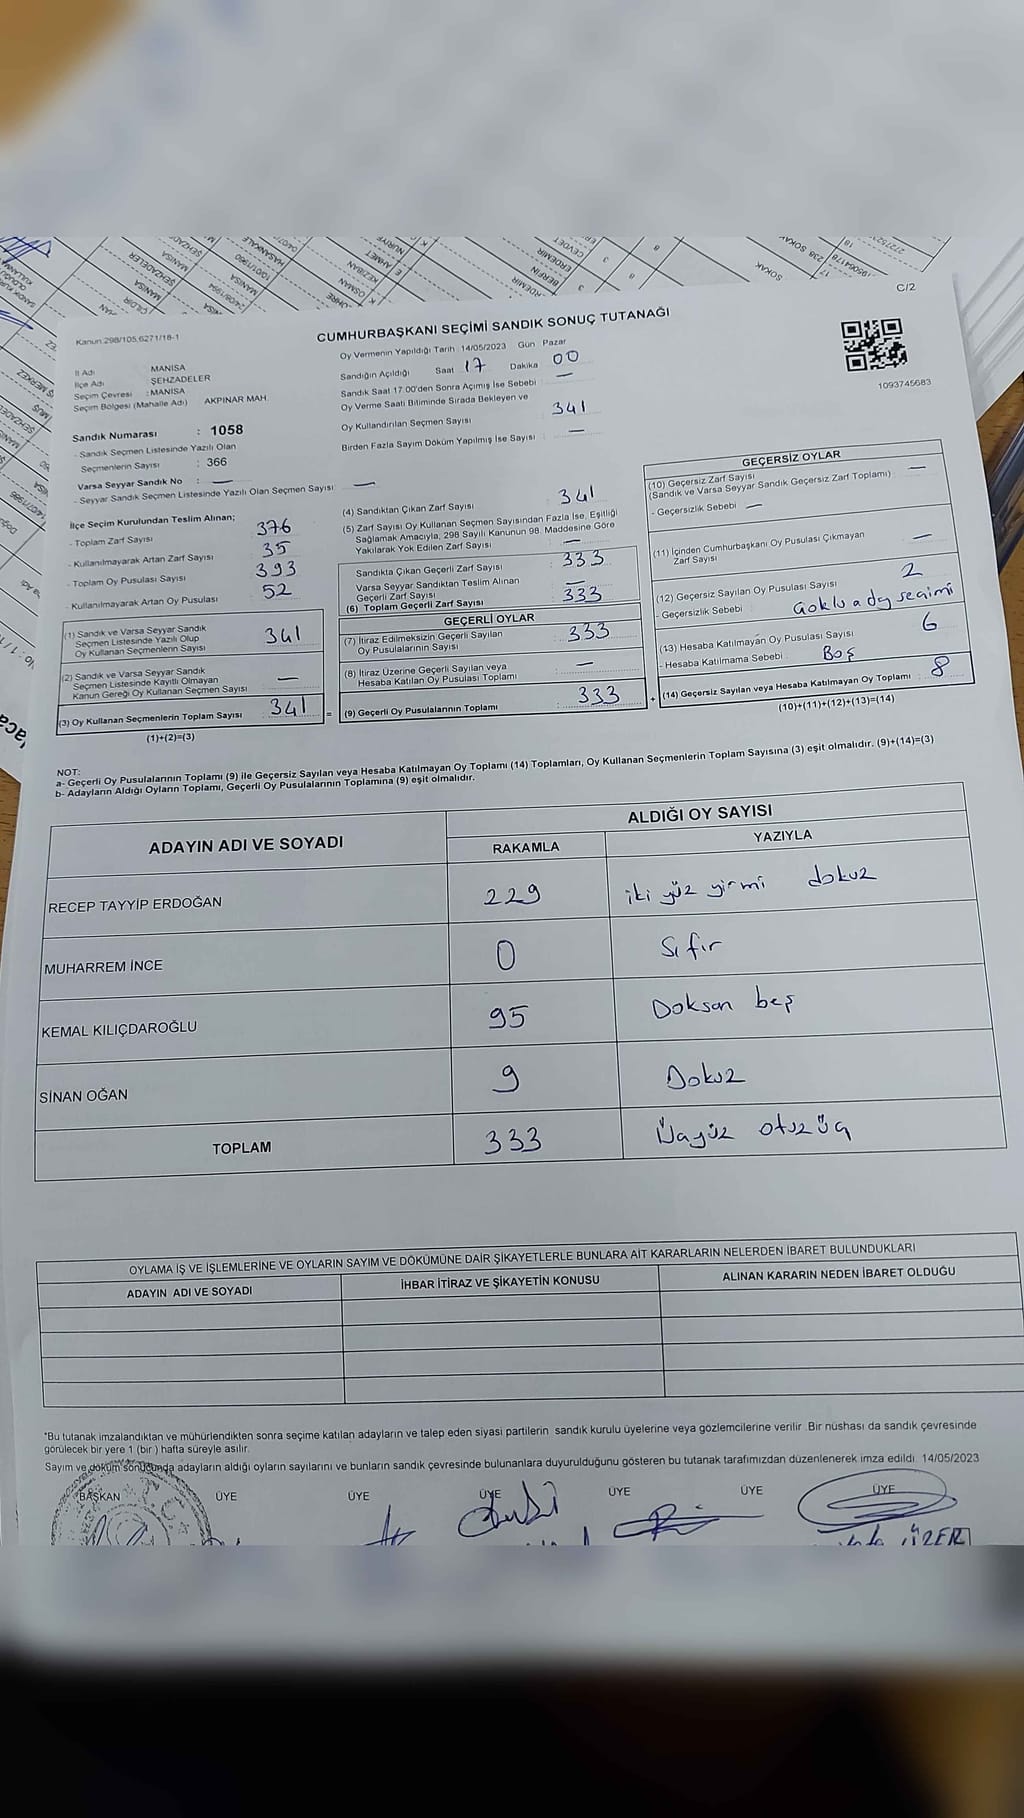 C/2
Kanun 298/105,6271/18-1
CUMHURBAŞKANI SEÇİMİ SANDIK SONUÇ TUTANAĞI
1093745683
İl Adı MANİSA
İlçe Adı ŞEHZADELER
Seçim Çevresi : MANİSA
Seçim Bölgesi (Mahalle Adı) AKPINAR MAH.
Sandık Numarası : 1058
- Sandık Seçmen Listesinde Yazılı Olan
Seçmenlerin Sayısı : 366
Varsa Seyyar Sandık No : —
- Seyyar Sandık Seçmen Listesinde Yazılı Olan Seçmen Sayısı: —
Oy Vermenin Yapıldığı Tarih : 14/05/2023 Gün Pazar
Sandığın Açıldığı Saat 17 Dakika 00
Sandık Saat 17.00'den Sonra Açımış İse Sebebi —
Oy Verme Saati Bitiminde Sırada Bekleyen ve
Oy Kullandırılan Seçmen Sayısı 341
Birden Fazla Sayım Döküm Yapılmış İse Sayısı : —
İlçe Seçim Kurulundan Teslim Alınan;
- Toplam Zarf Sayısı 376
- Kullanılmayarak Artan Zarf Sayısı 35
- Toplam Oy Pusulası Sayısı 393
- Kullanılmayarak Artan Oy Pusulası 52
(1) Sandık ve Varsa Seyyar Sandık
Seçmen Listesinde Yazılı Olup
Oy Kullanan Seçmenlerin Sayısı 341
(2) Sandık ve Varsa Seyyar Sandık
Seçmen Listesinde Kayıtlı Olmayan
Kanun Gereği Oy Kullanan Seçmen Sayısı —
(3) Oy Kullanan Seçmenlerin Toplam Sayısı : 341 =
(1)+(2)=(3)
(4) Sandıktan Çıkan Zarf Sayısı : 341
(5) Zarf Sayısı Oy Kullanan Seçmen Sayısından Fazla İse, Eşitliği
Sağlamak Amacıyla, 298 Sayılı Kanunun 98. Maddesine Göre
Yakılarak Yok Edilen Zarf Sayısı : —
Sandıkta Çıkan Geçerli Zarf Sayısı : 333
Varsa Seyyar Sandıktan Teslim Alınan
Geçerli Zarf Sayısı —
(6) Toplam Geçerli Zarf Sayısı : 333
GEÇERLİ OYLAR
(7) İtiraz Edilmeksizin Geçerli Sayılan
Oy Pusulalarının Sayısı : 333
(8) İtiraz Üzerine Geçerli Sayılan veya
Hesaba Katılan Oy Pusulası Toplamı : —
(9) Geçerli Oy Pusulalarının Toplamı : 333 +
GEÇERSİZ OYLAR
(10) Geçersiz Zarf Sayısı
(Sandık ve Varsa Seyyar Sandık Geçersiz Zarf Toplamı) : —
- Geçersizlik Sebebi : —
(11) İçinden Cumhurbaşkanı Oy Pusulası Çıkmayan
Zarf Sayısı —
(12) Geçersiz Sayılan Oy Pusulası Sayısı 2
- Geçersizlik Sebebi : Goklu aday seçimi
(13) Hesaba Katılmayan Oy Pusulası Sayısı 6
- Hesaba Katılmama Sebebi : Boş
(14) Geçersiz Sayılan veya Hesaba Katılmayan Oy Toplamı : 8
(10)+(11)+(12)+(13)=(14)
NOT:
a- Geçerli Oy Pusulalarının Toplamı (9) ile Geçersiz Sayılan veya Hesaba Katılmayan Oy Toplamı (14) Toplamları, Oy Kullanan Seçmenlerin Toplam Sayısına (3) eşit olmalıdır. (9)+(14)=(3)
b- Adayların Aldığı Oyların Toplamı, Geçerli Oy Pusulalarının Toplamına (9) eşit olmalıdır.
ADAYIN ADI VE SOYADI ALDIĞI OY SAYISI
RAKAMLA YAZIYLA
RECEP TAYYİP ERDOĞAN 229 iki yüz yirmi dokuz
MUHARREM İNCE 0 Sıfır
KEMAL KILIÇDAROĞLU 95 Doksan beş
SİNAN OĞAN 9 Dokuz
TOPLAM 333 Üçyüz otuzüç
OYLAMA İŞ VE İŞLEMLERİNE VE OYLARIN SAYIM VE DÖKÜMÜNE DAİR ŞİKAYETLERLE BUNLARA AİT KARARLARIN NELERDEN İBARET BULUNDUKLARI
ADAYIN ADI VE SOYADI İHBAR İTİRAZ VE ŞİKAYETİN KONUSU ALINAN KARARIN NEDEN İBARET OLDUĞU
*Bu tutanak imzalandıktan ve mühürlendikten sonra seçime katılan adayların ve talep eden siyasi partilerin sandık kurulu üyelerine veya gözlemcilerine verilir. Bir nüshası da sandık çevresinde
görülecek bir yere 1 (bir) hafta süreyle asılır.
Sayım ve döküm sonucunda adayların aldığı oyların sayılarını ve bunların sandık çevresinde bulunanlara duyurulduğunu gösteren bu tutanak tarafımızdan düzenlenerek imza edildi. 14/05/2023
BAŞKAN ÜYE ÜYE ÜYE ÜYE ÜYE ÜYE
ÜZER